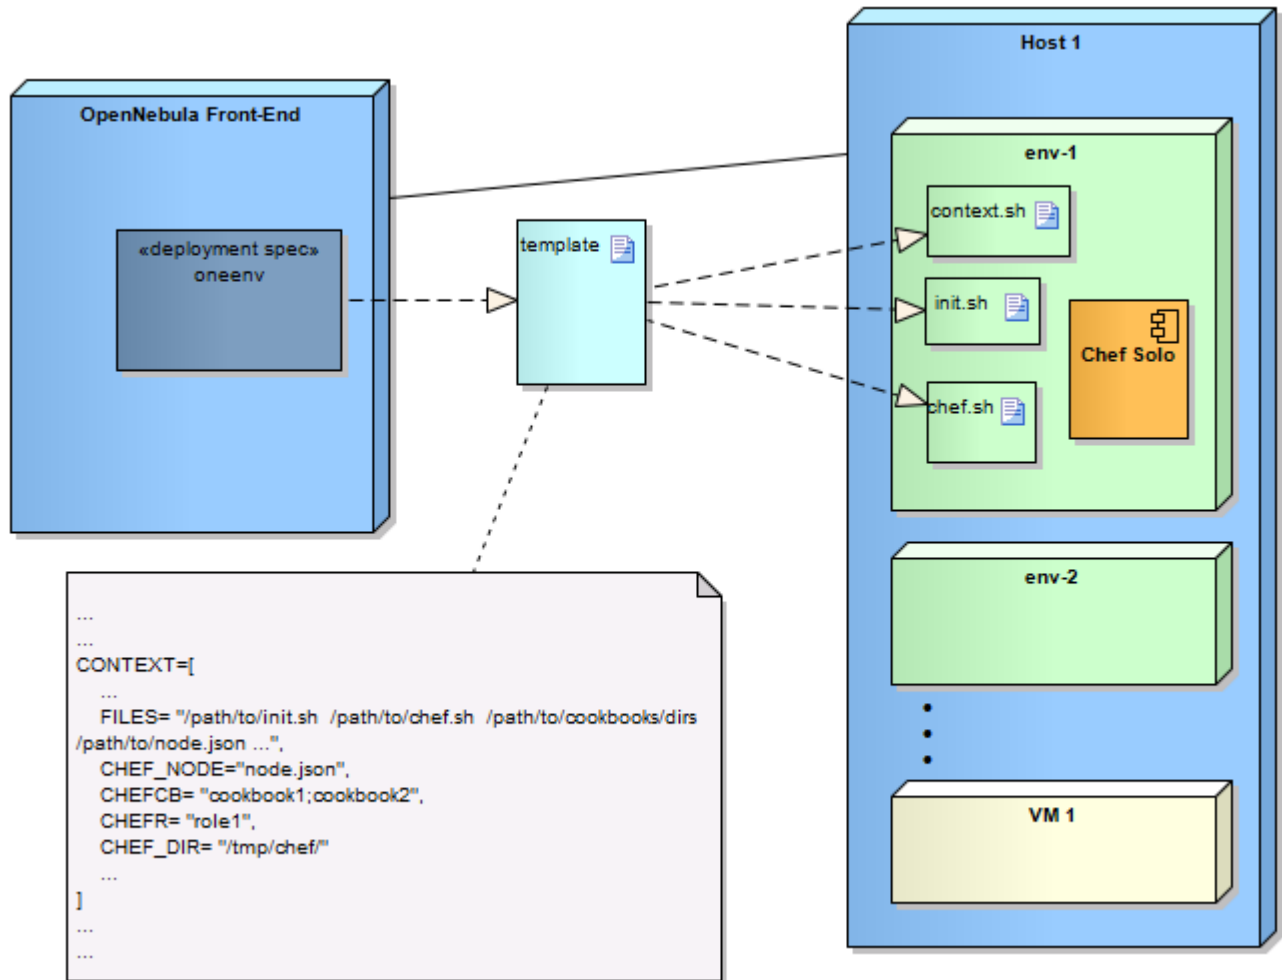 Host 1
OpenNebula Front-End
env-1
context.sh
«deployment spec»
oneenv
template
init.sh
Chef Solo
chef.sh
env-2
...
...
CONTEXT=[
...
FILES= "/path/to/init.sh /path/to/chef.sh /path/to/cookbooks/dirs
/path/to/node.json ...",
CHEF_NODE="node.json",
CHEFCB= "cookbook1;cookbook2",
CHEFR= "role1",
CHEF_DIR= "/tmp/chef/"
...
]
...
...
VM 1